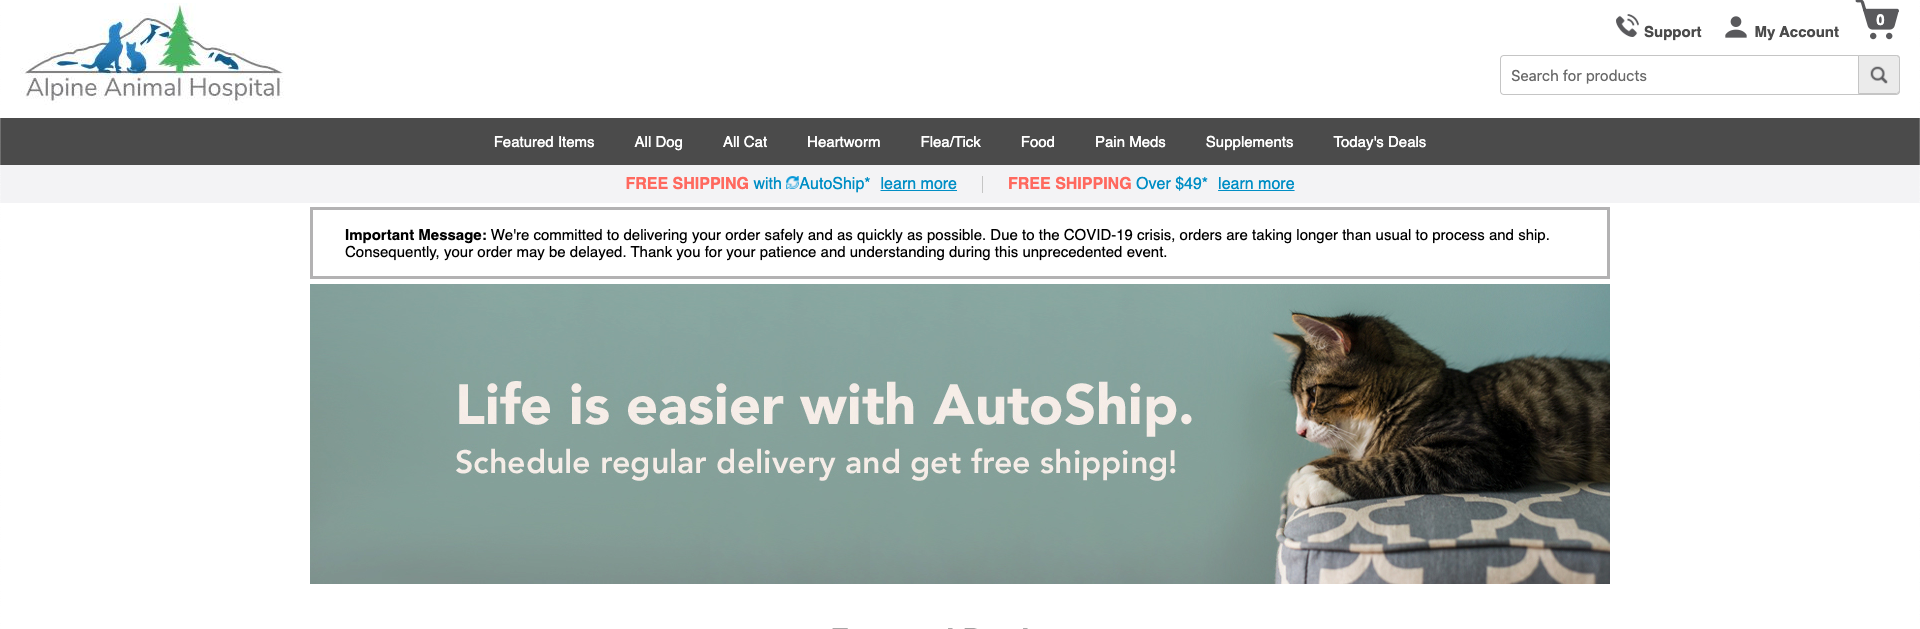 Alpine Animal Hospital
Support
My Account
0
Search for products
Featured Items All Dog All Cat Heartworm Flea/Tick Food Pain Meds Supplements Today's Deals
FREE SHIPPING with AutoShip* learn more FREE SHIPPING Over $49* learn more
Important Message: We're committed to delivering your order safely and as quickly as possible. Due to the COVID-19 crisis, orders are taking longer than usual to process and ship.
Consequently, your order may be delayed. Thank you for your patience and understanding during this unprecedented event.
Life is easier with AutoShip.
Schedule regular delivery and get free shipping!